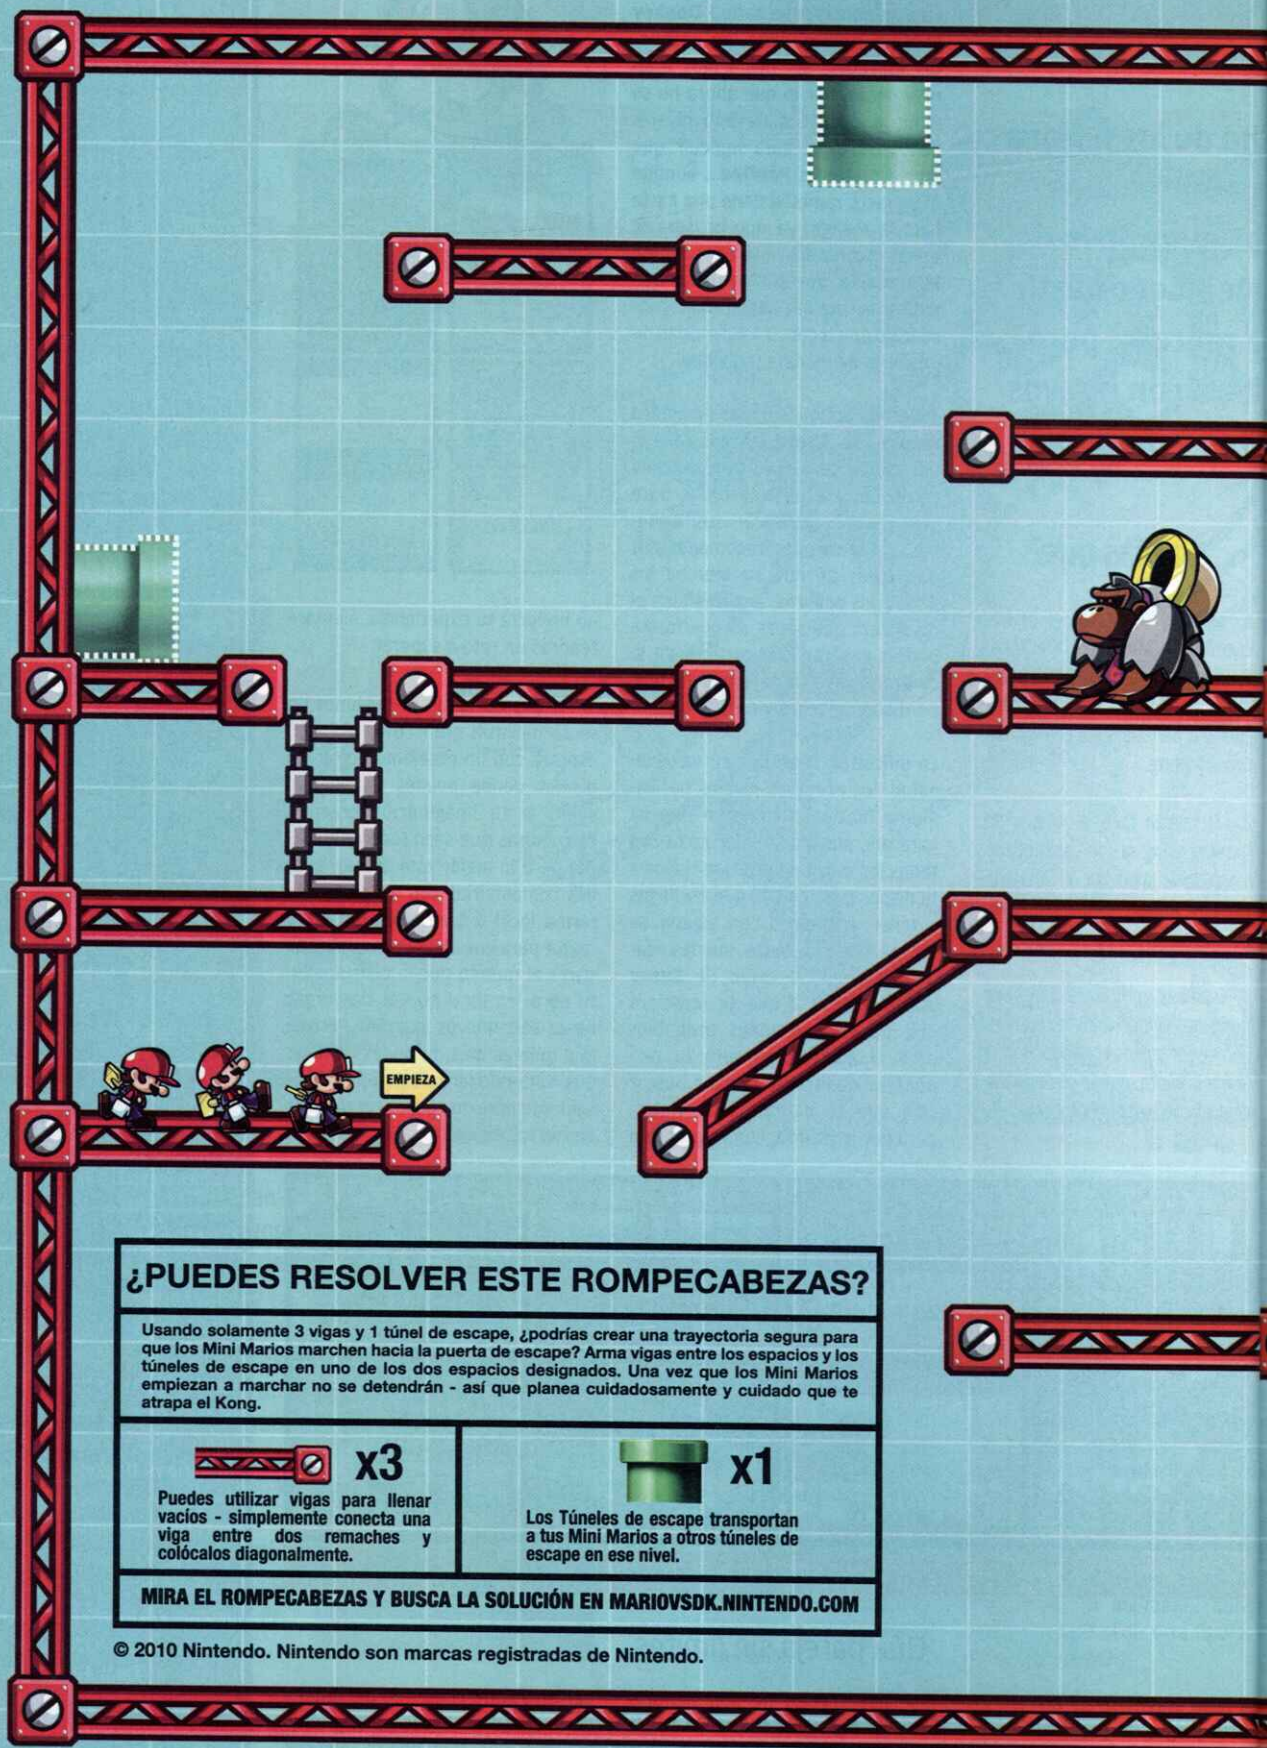 EMPIEZA
¿PUEDES RESOLVER ESTE ROMPECABEZAS?
Usando solamente 3 vigas y 1 túnel de escape, ¿podrías crear una trayectoria segura para
que los Mini Marios marchen hacia la puerta de escape? Arma vigas entre los espacios y los
túneles de escape en uno de los dos espacios designados. Una vez que los Mini Marios
empiezan a marchar no se detendrán - así que planea cuidadosamente y cuidado que te
atrapa el Kong.
x3
Puedes utilizar vigas para llenar
vacíos - simplemente conecta una
viga entre dos remaches y
colócalos diagonalmente.
x1
Los Túneles de escape transportan
a tus Mini Marios a otros túneles de
escape en ese nivel.
MIRA EL ROMPECABEZAS Y BUSCA LA SOLUCIÓN EN MARIOVSDK.NINTENDO.COM
© 2010 Nintendo. Nintendo son marcas registradas de Nintendo.